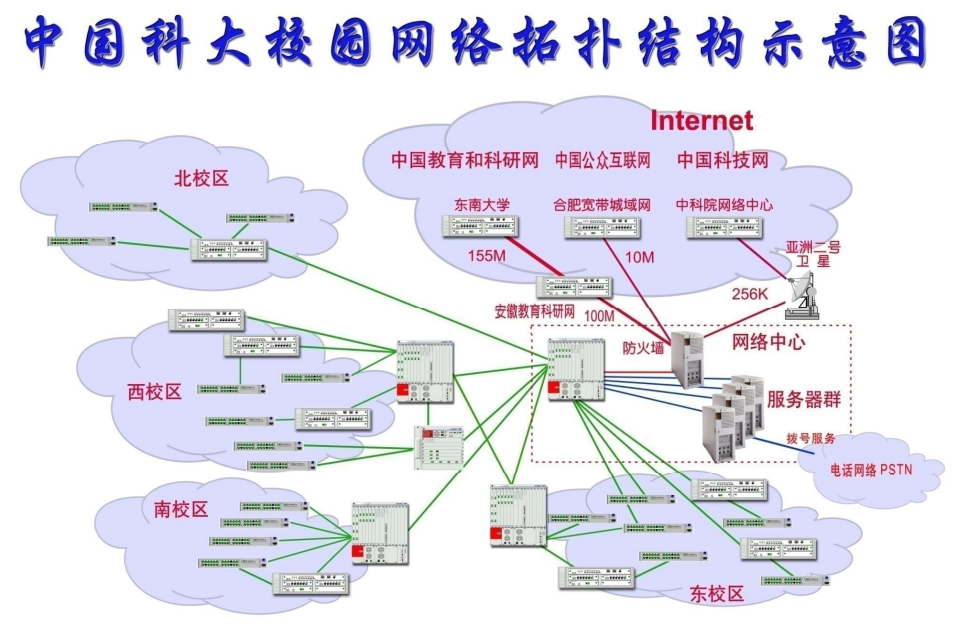 中国科大校园网络拓扑结构示意图
Internet
中国教育和科研网
中国公众互联网
中国科技网
北校区
东南大学
合肥宽带城域网
中科院网络中心
155M
10M
亚洲二号
卫星
256K
安徽教育科研网
100M
防火墙
网络中心
西校区
服务器群
拨号服务
电话网络 PSTN
南校区
东校区